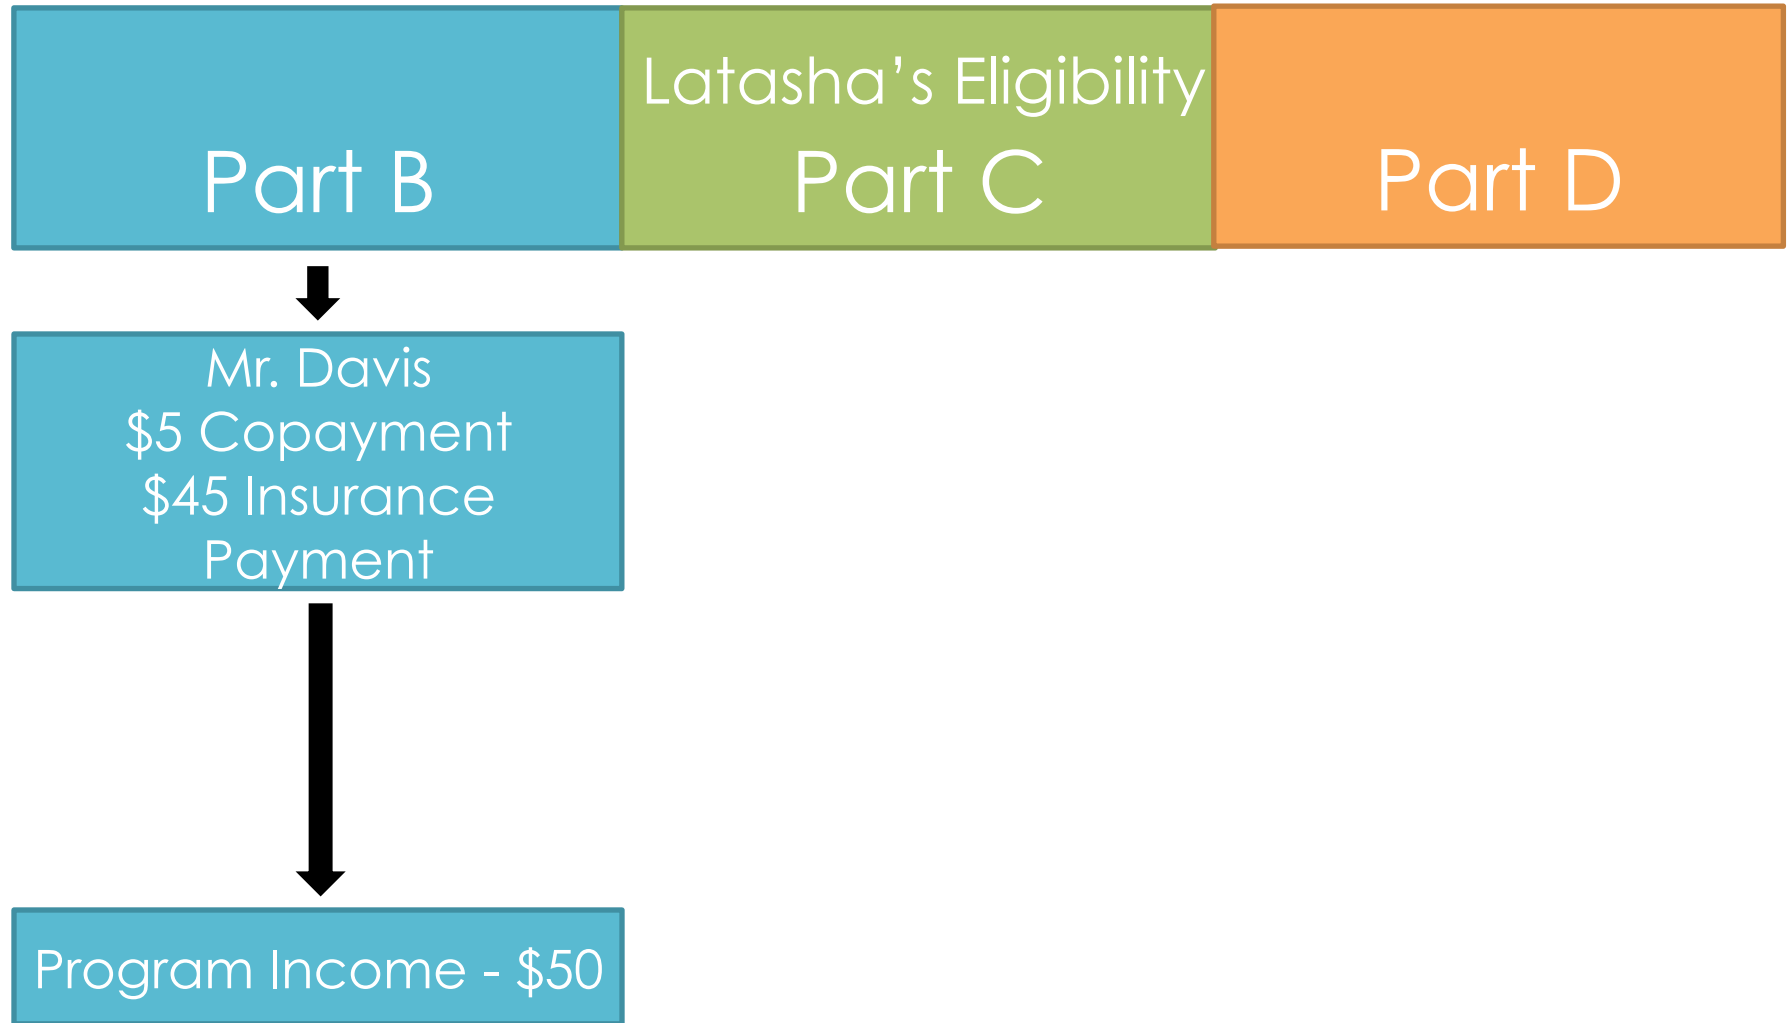 Latasha’s Eligibility
Part B
Part C
Part D
Mr. Davis
$5 Copayment
$45 Insurance
Payment
Program Income - $50